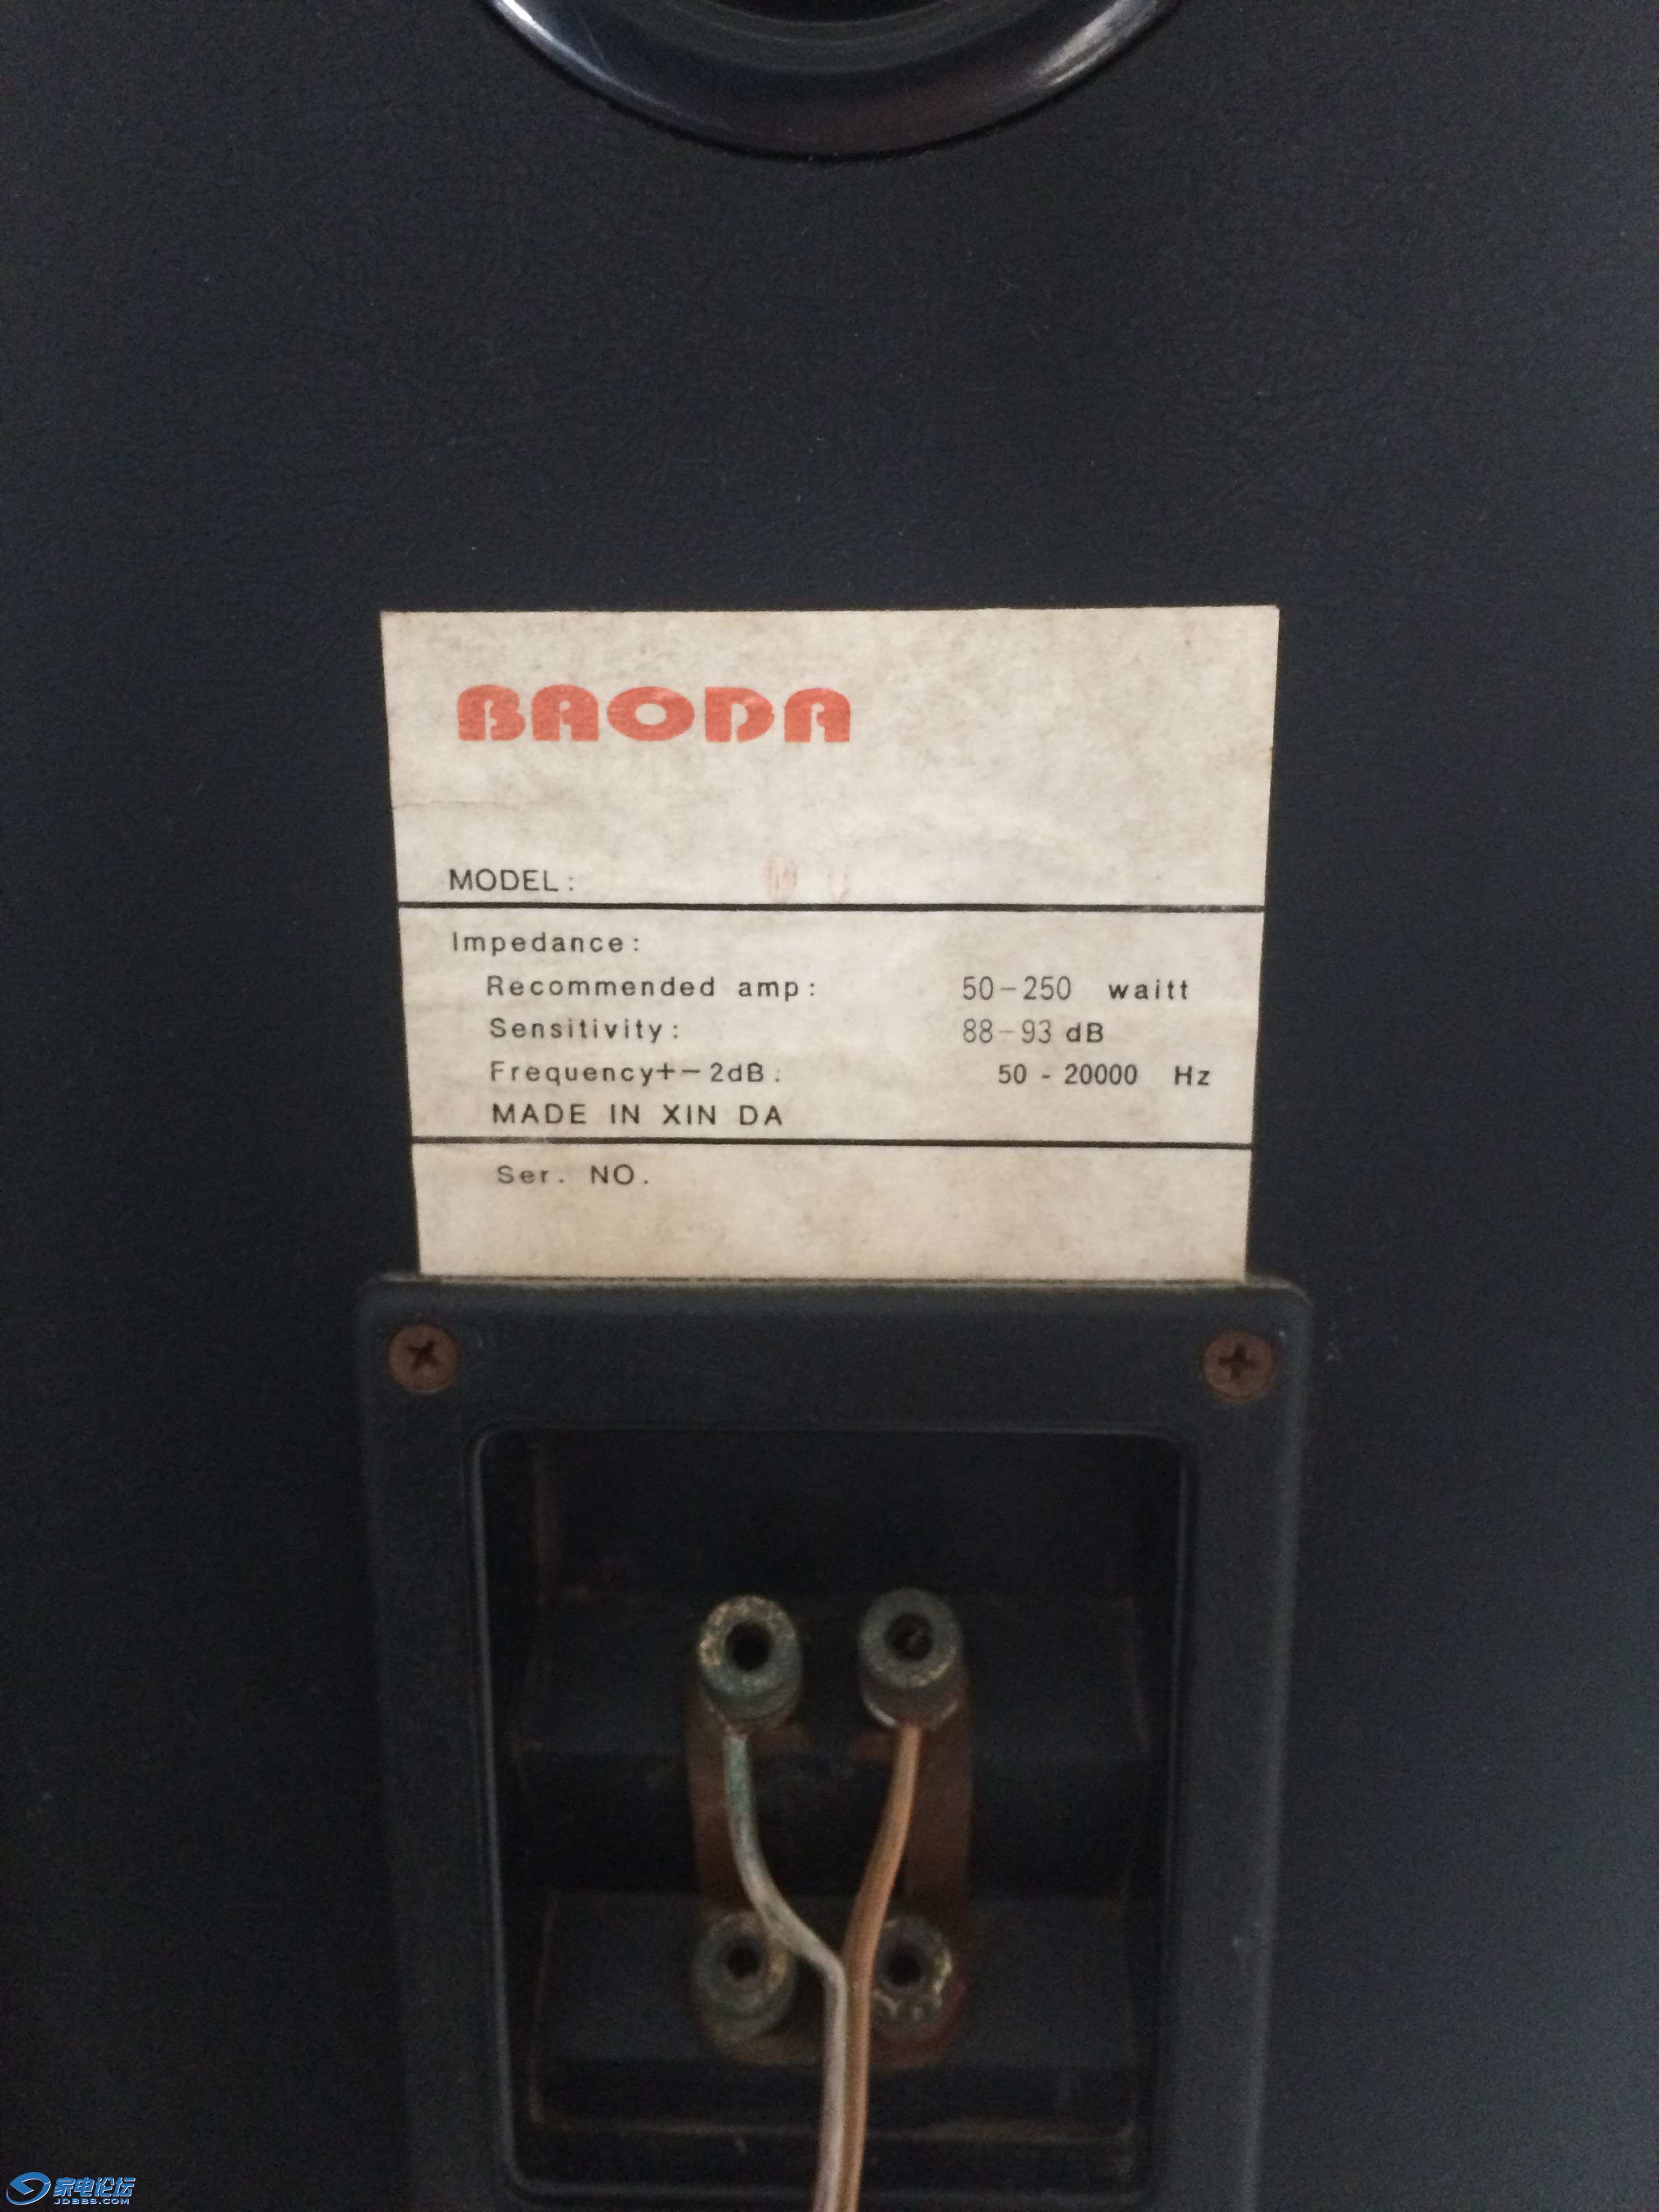 BAODA
MODEL:
Impedance:
Recommended amp: 50-250 waitt
Sensitivity: 88-93 dB
Frequency+-2dB: 50 - 20000 Hz
MADE IN XIN DA
Ser. NO.
家电论坛
JDBBS.COM